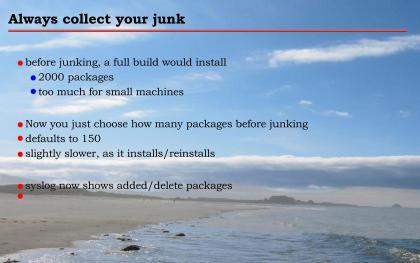 Always collect your junk
before junking, a full build would install
2000 packages
too much for small machines
Now you just choose how many packages before junking
defaults to 150
slightly slower, as it installs/reinstalls
syslog now shows added/delete packages